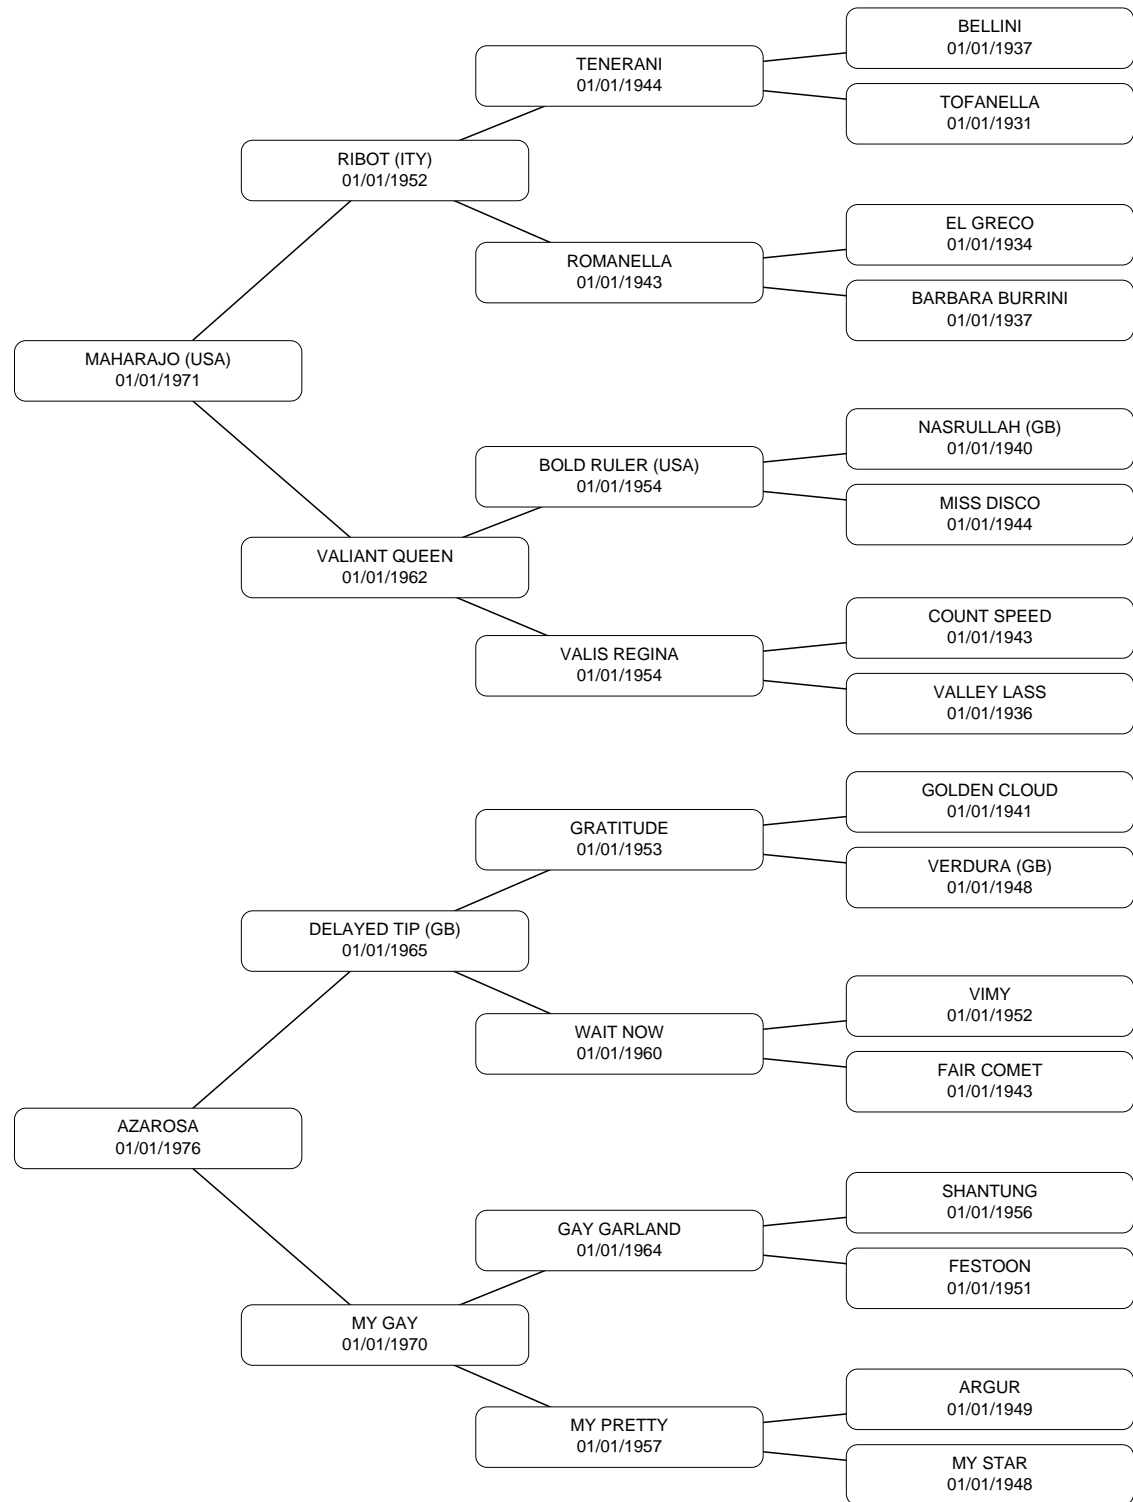 BELLINI
01/01/1937
TENERANI
01/01/1944
TOFANELLA
01/01/1931
RIBOT (ITY)
01/01/1952
EL GRECO
01/01/1934
ROMANELLA
01/01/1943
BARBARA BURRINI
01/01/1937
MAHARAJO (USA)
01/01/1971
NASRULLAH (GB)
01/01/1940
BOLD RULER (USA)
01/01/1954
MISS DISCO
01/01/1944
VALIANT QUEEN
01/01/1962
COUNT SPEED
01/01/1943
VALIS REGINA
01/01/1954
VALLEY LASS
01/01/1936
GOLDEN CLOUD
01/01/1941
GRATITUDE
01/01/1953
VERDURA (GB)
01/01/1948
DELAYED TIP (GB)
01/01/1965
VIMY
01/01/1952
WAIT NOW
01/01/1960
FAIR COMET
01/01/1943
AZAROSA
01/01/1976
SHANTUNG
01/01/1956
GAY GARLAND
01/01/1964
FESTOON
01/01/1951
MY GAY
01/01/1970
ARGUR
01/01/1949
MY PRETTY
01/01/1957
MY STAR
01/01/1948